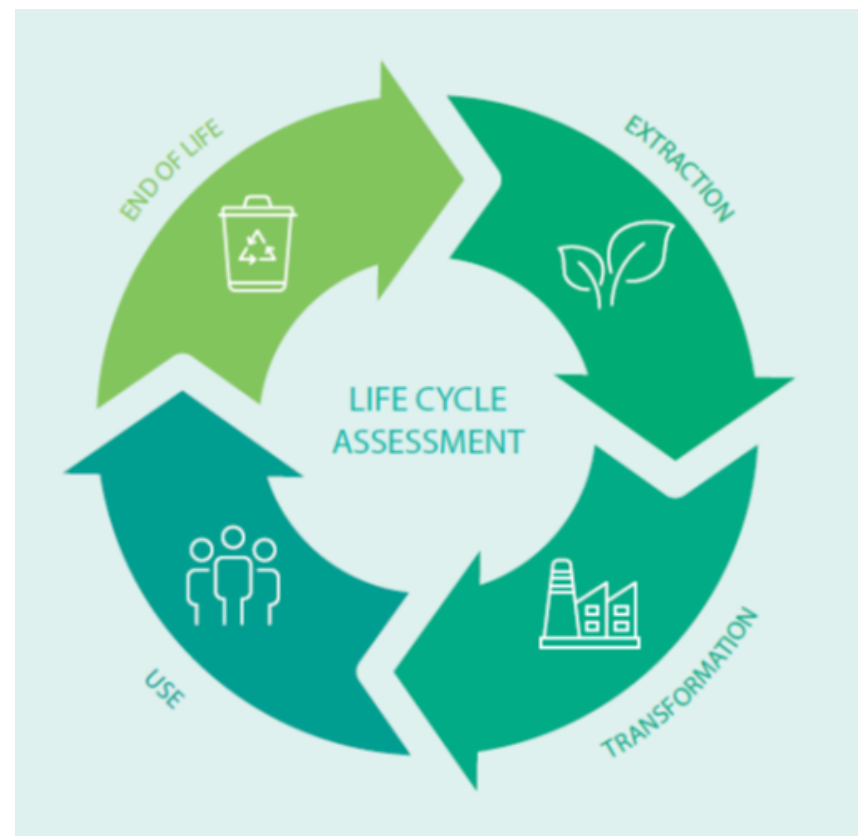 END OF LIFE
EXTRACTION
LIFE CYCLE
ASSESSMENT
USE
TRANSFORMATION